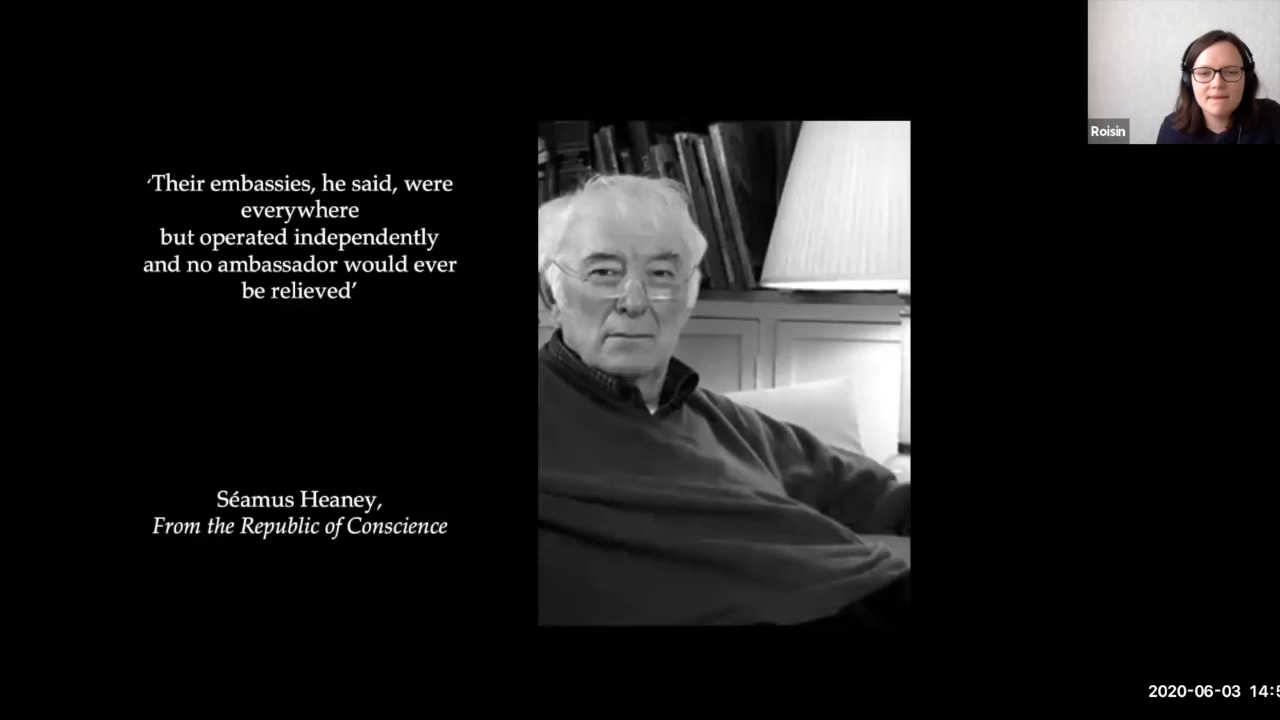 ‘Their embassies, he said, were
everywhere
but operated independently
and no ambassador would ever
be relieved’
Séamus Heaney,
From the Republic of Conscience
Roisin
2020-06-03 14:5